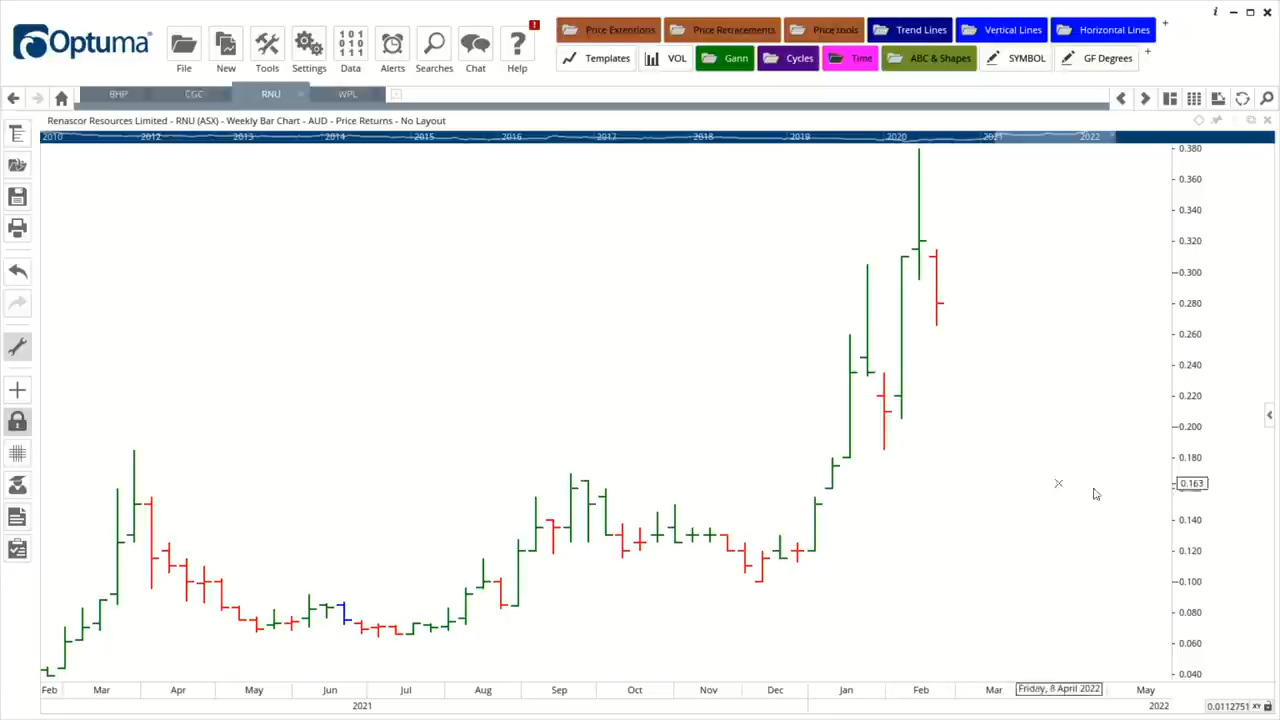 Optuma
File
New
Tools
Settings
Data
Alerts
Searches
Chat
Help
Price Extensions
Price Retracements
Price tools
Trend Lines
Vertical Lines
Horizontal Lines
Templates
VOL
Gann
Cycles
Time
ABC & Shapes
SYMBOL
GF Degrees
BHP
CGC
RNU
WPL
Renascor Resources Limited - RNU (ASX) - Weekly Bar Chart - AUD - Price Returns - No Layout
2010 2012 2013 2014 2015 2016 2017 2018 2019 2020 2021 2022
0.380
0.360
0.340
0.320
0.300
0.280
0.260
0.240
0.220
0.200
0.180
0.163
0.140
0.120
0.100
0.080
0.060
0.040
Feb Mar Apr May Jun Jul Aug Sep Oct Nov Dec Jan Feb Mar Friday, 8 April 2022 May
2021 2022
0.0112751 XY